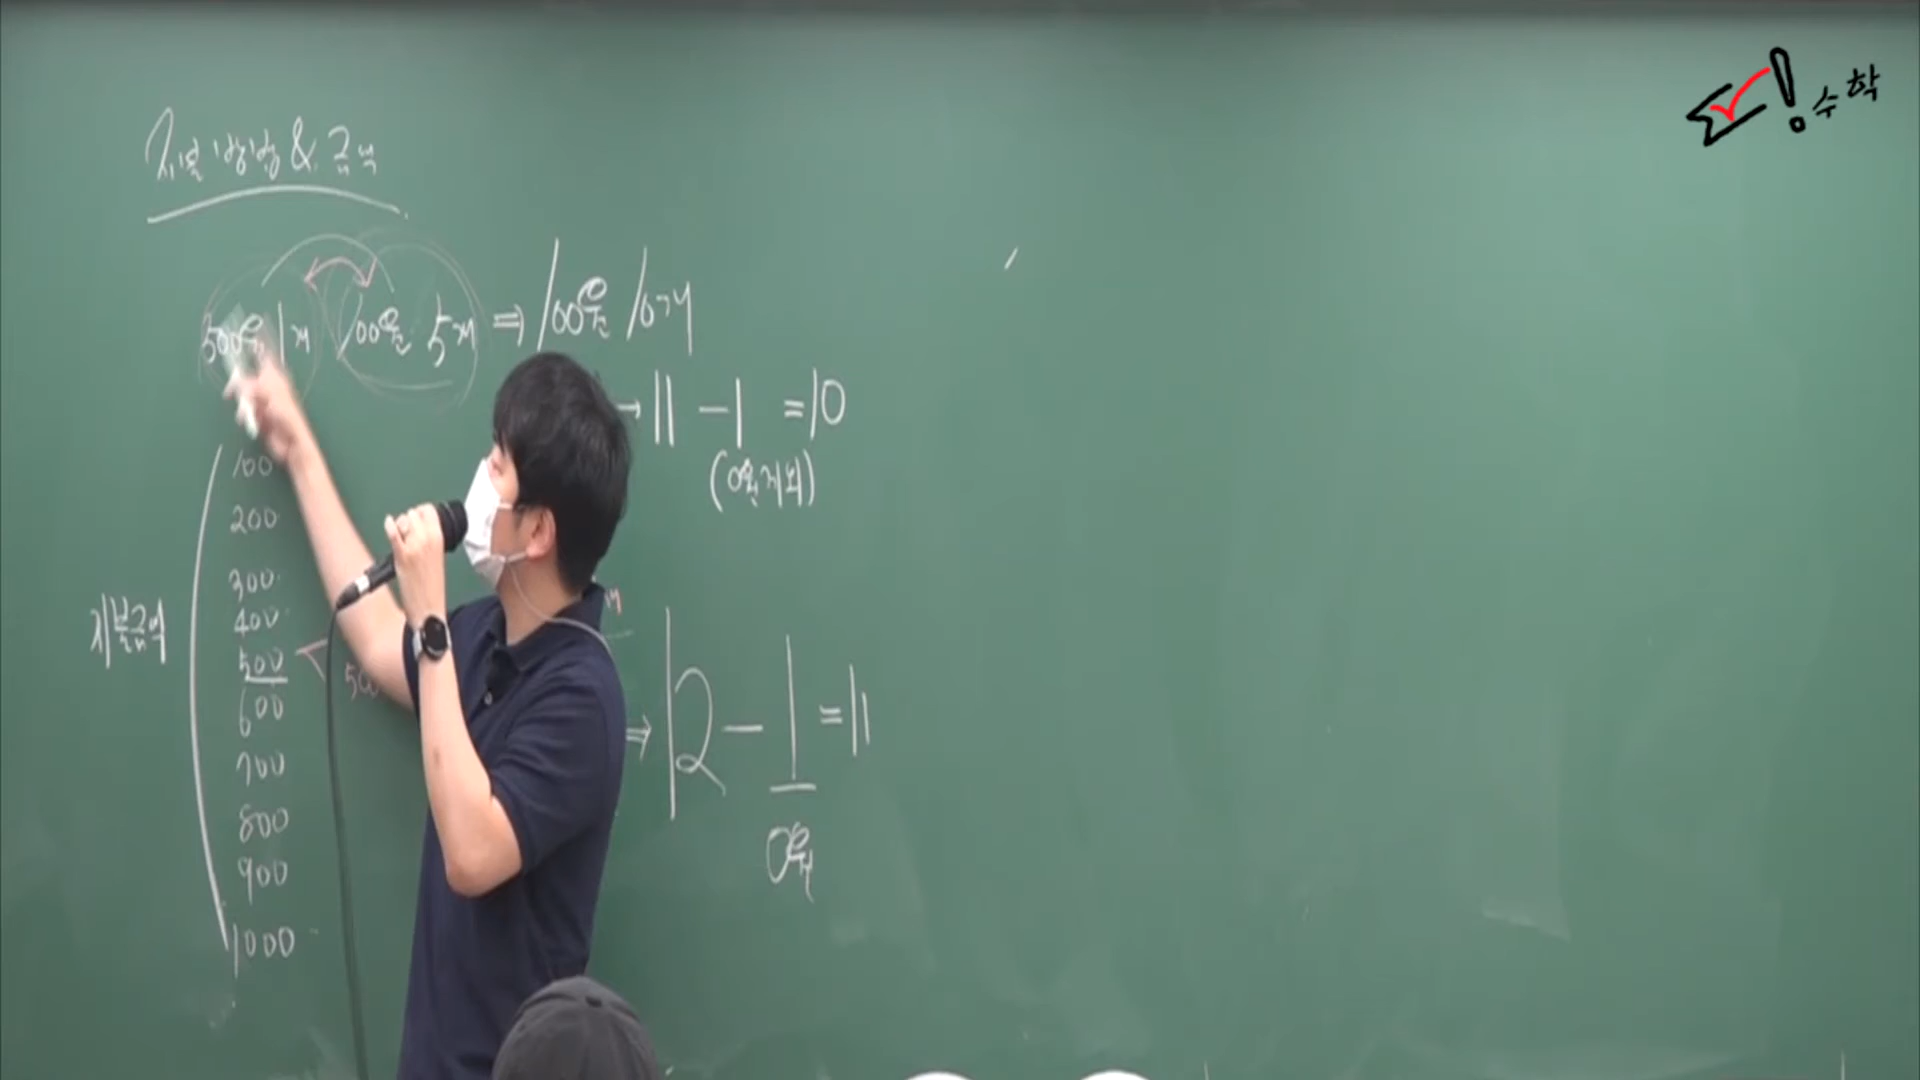 수학
지불방법 & 금액
500원 1개 100원 5개 ⇒ 100원 10개
→ 11 - 1 = 10
(0원 제외)
지불금액
100
200
300
400
500
500
600
700
800
900
1000
⇒ 12 - 1 = 11
0원